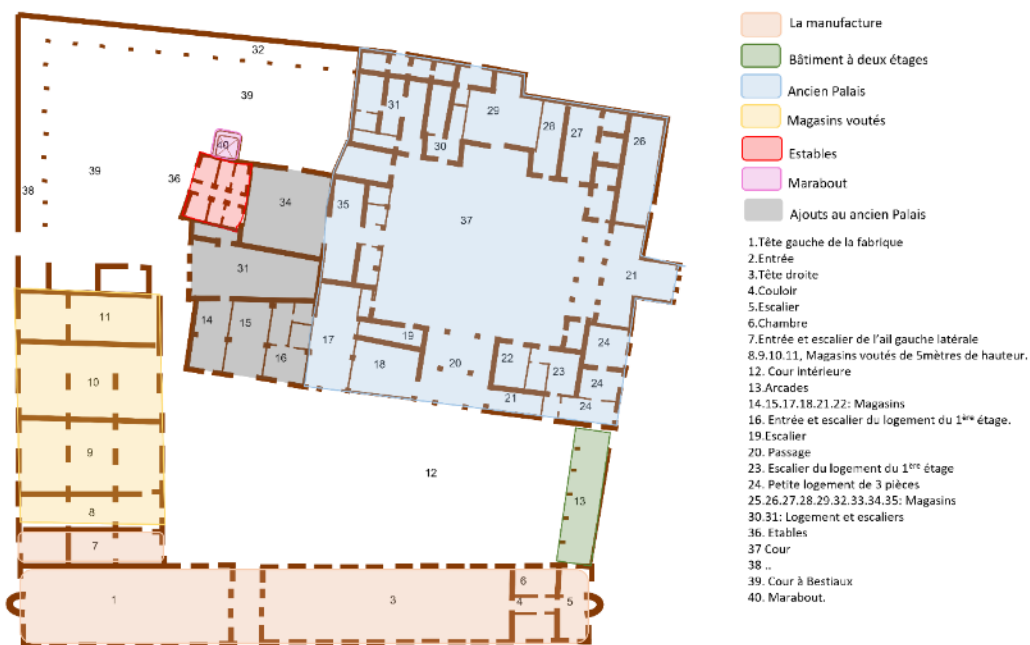 La manufacture
Bâtiment à deux étages
Ancien Palais
Magasins voutés
Estables
Marabout
Ajouts au ancien Palais
1.Tête gauche de la fabrique
2.Entrée
3.Tête droite
4.Couloir
5.Escalier
6.Chambre
7.Entrée et escalier de l'ail gauche latérale
8.9.10.11, Magasins voutés de 5mètres de hauteur.
12. Cour intérieure
13.Arcades
14.15.17.18.21.22: Magasins
16. Entrée et escalier du logement du 1ère étage.
19.Escalier
20. Passage
23. Escalier du logement du 1ère étage
24. Petite logement de 3 pièces
25.26.27.28.29.32.33.34.35: Magasins
30.31: Logement et escaliers
36. Etables
37 Cour
38 ..
39. Cour à Bestiaux
40. Marabout.
32
39
31
29
28
27
26
30
40
39
36
38
34
35
37
31
21
11
14
15
16
17
19
18
20
22
23
24
24
24
21
10
9
12
13
8
7
6
1
3
4
5